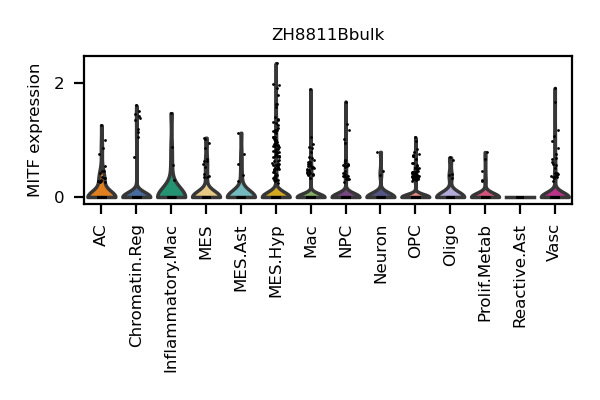 ZH8811Bbulk
MITF expression
2
0
AC
Chromatin.Reg
Inflammatory.Mac
MES
MES.Ast
MES.Hyp
Mac
NPC
Neuron
OPC
Oligo
Prolif.Metab
Reactive.Ast
Vasc